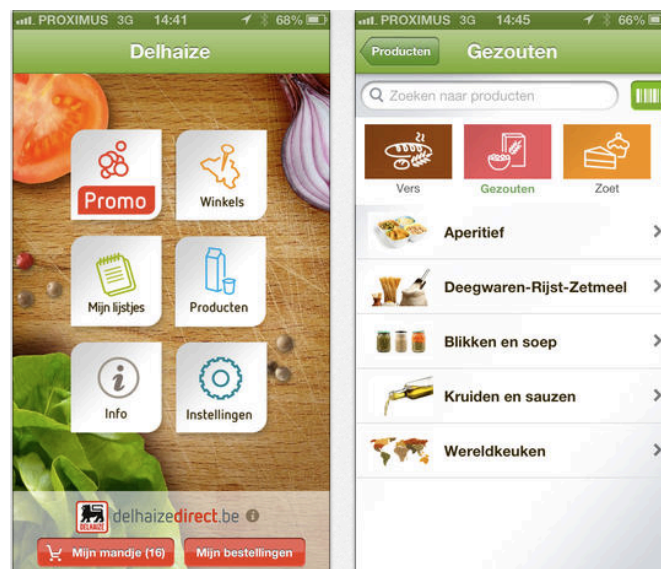 PROXIMUS 3G 14:41 68%
Delhaize
Promo
Winkels
Mijn lijstjes
Producten
Info
Instellingen
DELHAIZE
delhaizedirect.be
Mijn mandje (16)
Mijn bestellingen
PROXIMUS 3G 14:45 66%
Producten
Gezouten
Zoeken naar producten
Vers
Gezouten
Zoet
Aperitief
Deegwaren-Rijst-Zetmeel
Blikken en soep
Kruiden en sauzen
Wereldkeuken